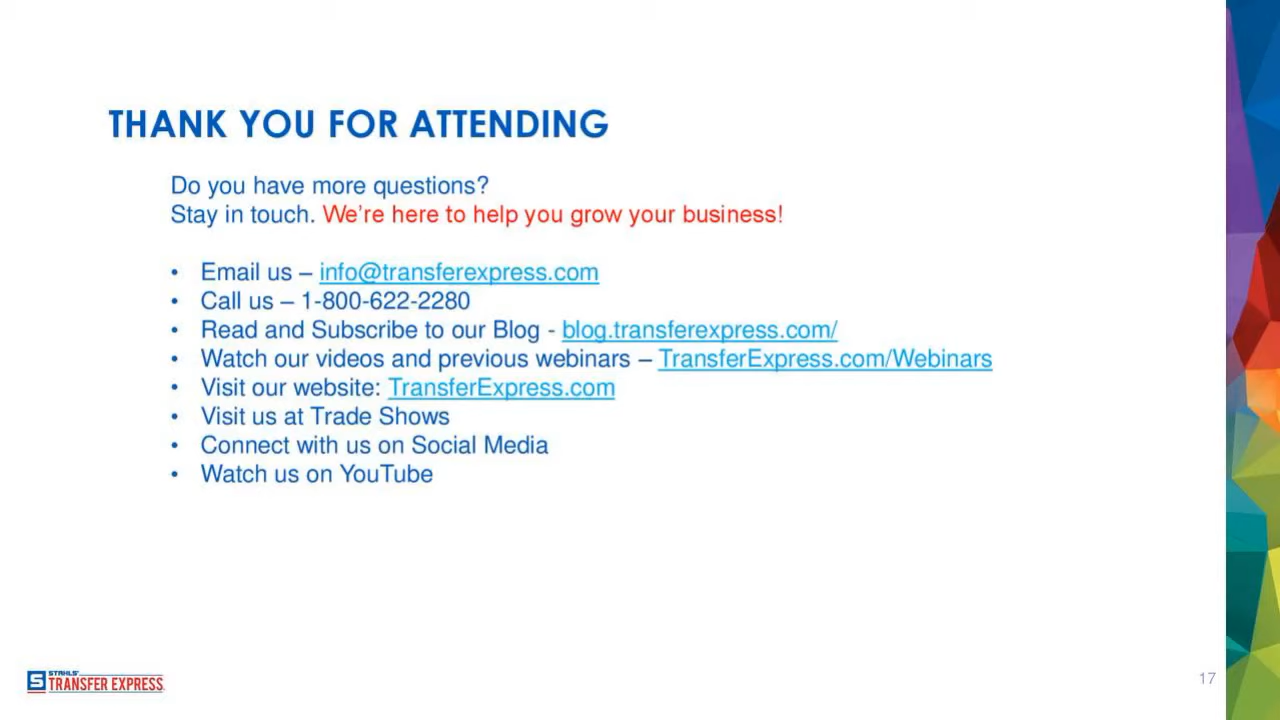 THANK YOU FOR ATTENDING
Do you have more questions?
Stay in touch. We're here to help you grow your business!
• Email us – info@transferexpress.com
• Call us – 1-800-622-2280
• Read and Subscribe to our Blog - blog.transferexpress.com/
• Watch our videos and previous webinars – TransferExpress.com/Webinars
• Visit our website: TransferExpress.com
• Visit us at Trade Shows
• Connect with us on Social Media
• Watch us on YouTube
S STAHLS'
TRANSFER EXPRESS
17